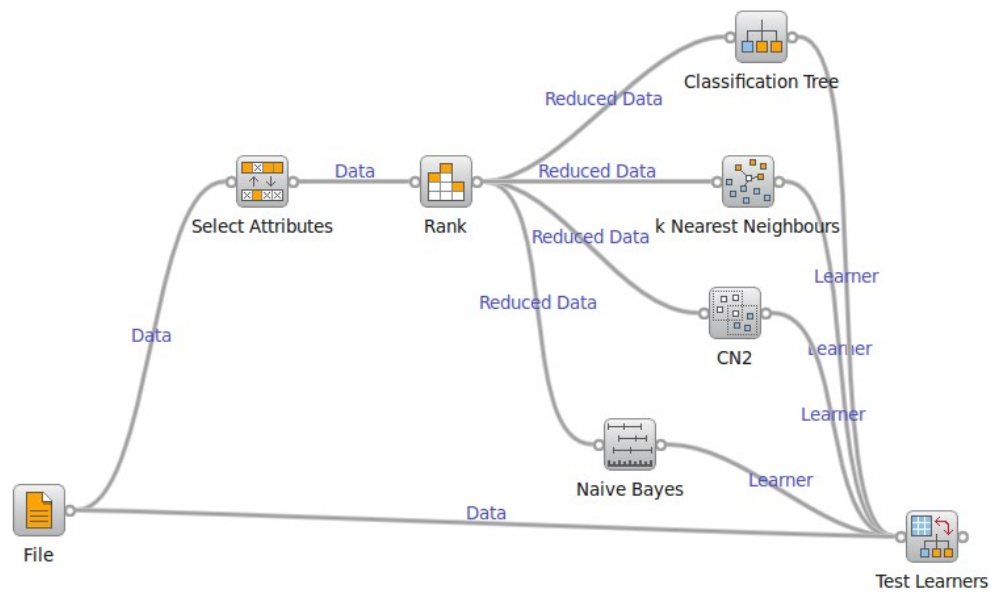 Classification Tree
Reduced Data
Data
Reduced Data
Select Attributes
Rank
k Nearest Neighbours
Reduced Data
Learner
Reduced Data
Data
Learner
CN2
Learner
Learner
Naive Bayes
Data
File
Test Learners